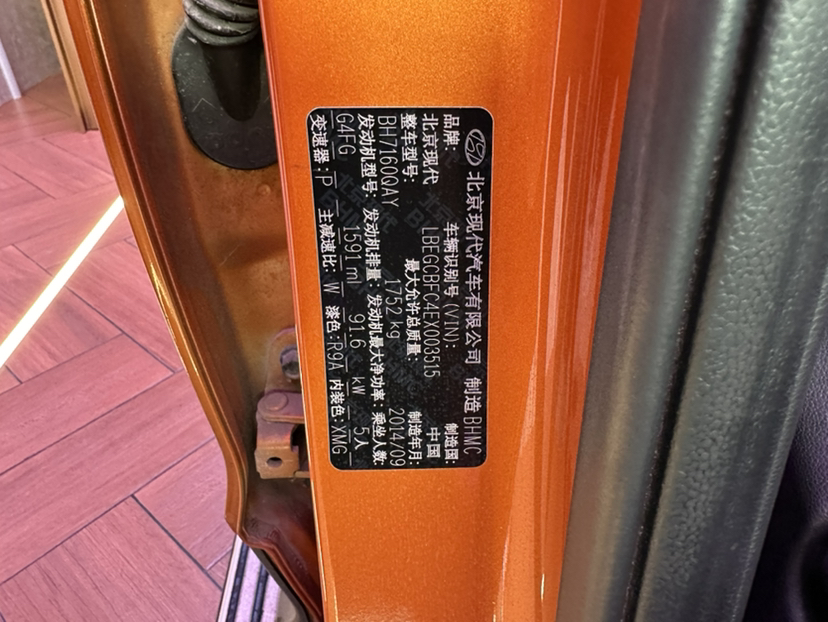 北京现代汽车有限公司 制造 BHMC
品牌: 车辆识别号(VIN): 制造国:
北京现代 LBEGCBFC4EX003515 中国
整车型号: 最大允许总质量: 制造年月:
BH7160QAY 1752 kg 2014/09
发动机型号: 发动机排量: 发动机最大净功率: 乘坐人数:
G4FG 1591 ml 91.6 kW 5人
变速器: P 主减速比: W 漆色: R9A 内装色: XMG